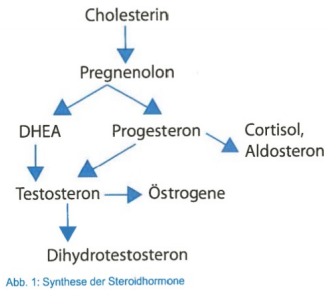 Cholesterin
Pregnenolon
DHEA
Progesteron
Cortisol,
Aldosteron
Testosteron
Östrogene
Dihydrotestosteron
Abb. 1: Synthese der Steroidhormone